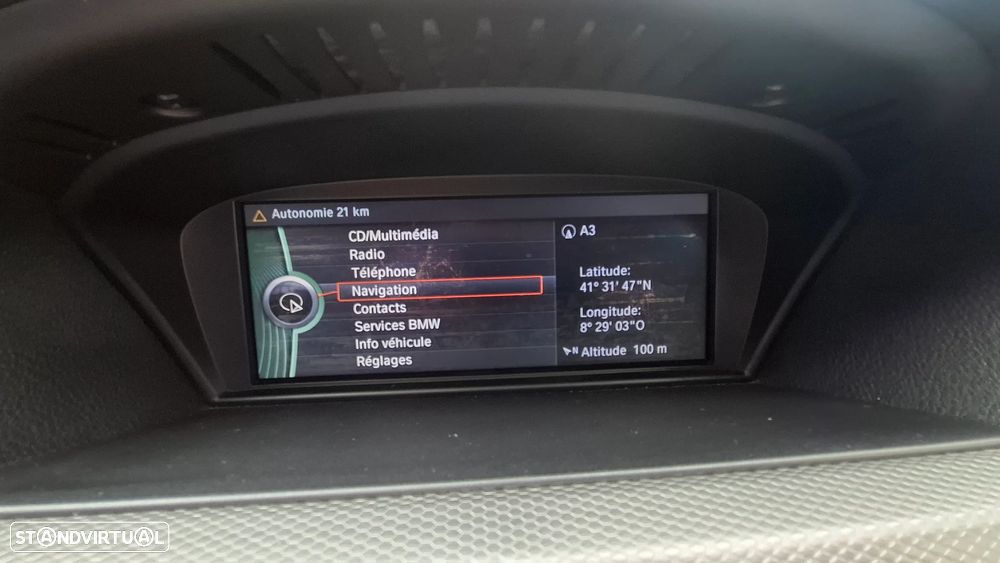 Autonomie 21 km
CD/Multimédia
Radio
Téléphone
Navigation
Contacts
Services BMW
Info véhicule
Réglages
A3
Latitude:
41° 31' 47"N
Longitude:
8° 29' 03"O
N Altitude 100 m
STANDVIRTUAL